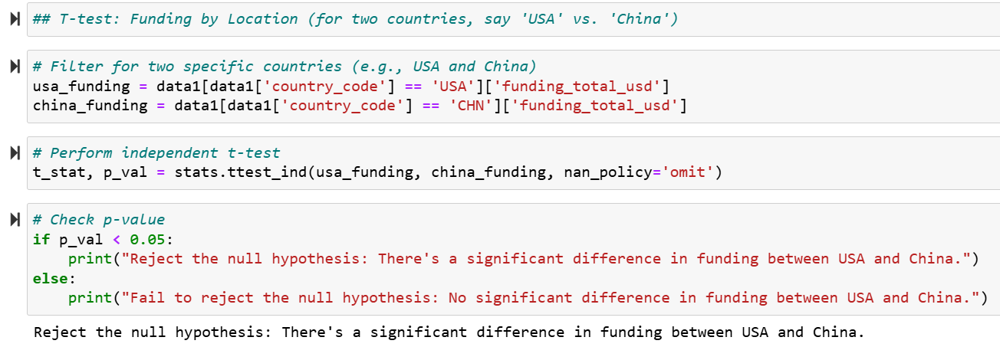 ## T-test: Funding by Location (for two countries, say 'USA' vs. 'China')
# Filter for two specific countries (e.g., USA and China)
usa_funding = data1[data1['country_code'] == 'USA']['funding_total_usd']
china_funding = data1[data1['country_code'] == 'CHN']['funding_total_usd']
# Perform independent t-test
t_stat, p_val = stats.ttest_ind(usa_funding, china_funding, nan_policy='omit')
# Check p-value
if p_val < 0.05:
    print("Reject the null hypothesis: There's a significant difference in funding between USA and China.")
else:
    print("Fail to reject the null hypothesis: No significant difference in funding between USA and China.")
Reject the null hypothesis: There's a significant difference in funding between USA and China.